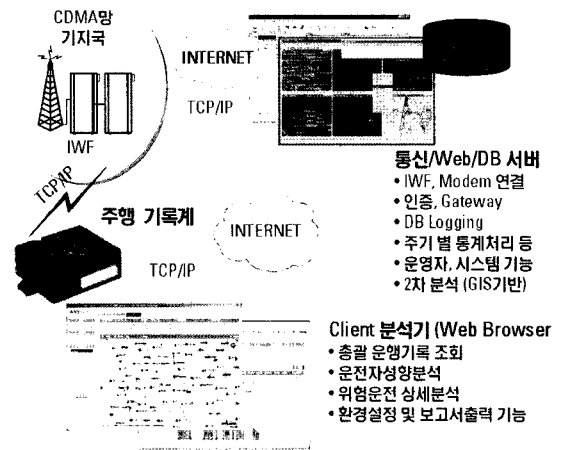 CDMA망
기지국
IWF
INTERNET
TCP/IP
TCP/IP
주행 기록계
INTERNET
TCP/IP
통신/Web/DB 서버
• IWF, Modem 연결
• 인증, Gateway
• DB Logging
• 주기 별 통계처리 등
• 운영자, 시스템 기능
• 2차 분석 (GIS기반)
Client 분석기 (Web Browser
• 총괄 운행기록 조회
• 운전자성향분석
• 위험운전 상세분석
• 환경설정 및 보고서출력 기능